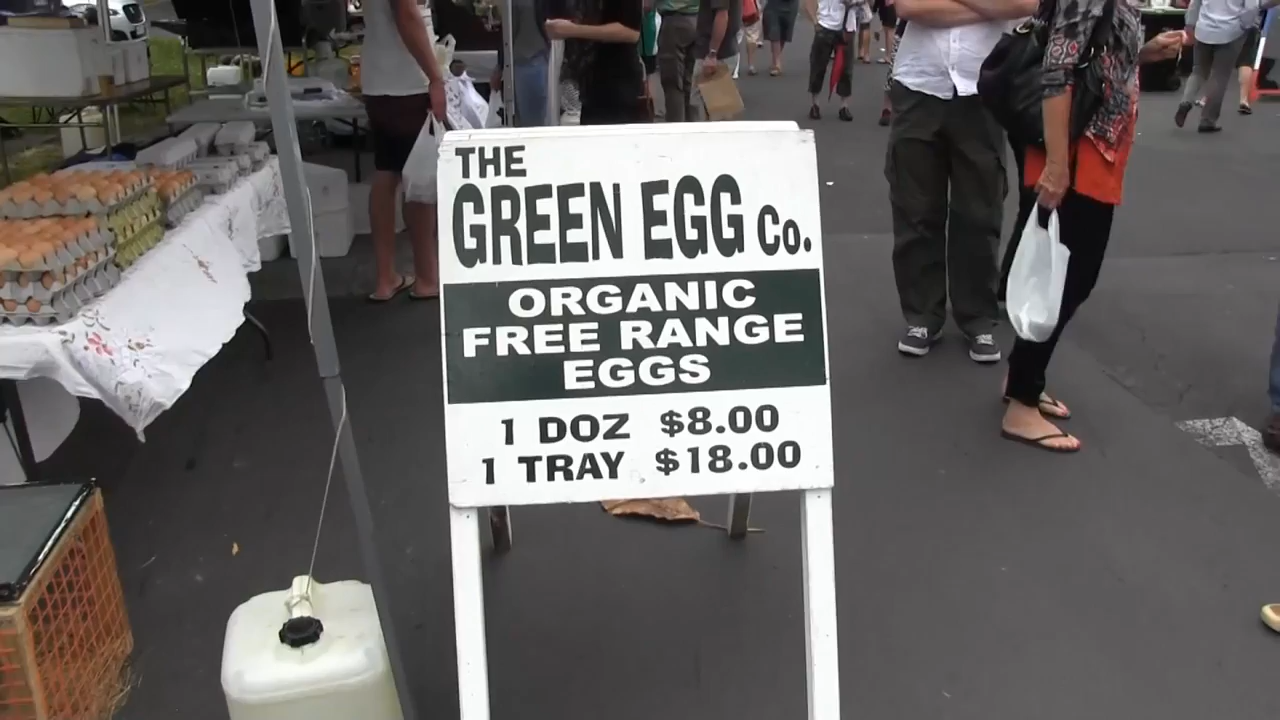 THE
GREEN EGG Co.
ORGANIC
FREE RANGE
EGGS
1 DOZ $8.00
1 TRAY $18.00